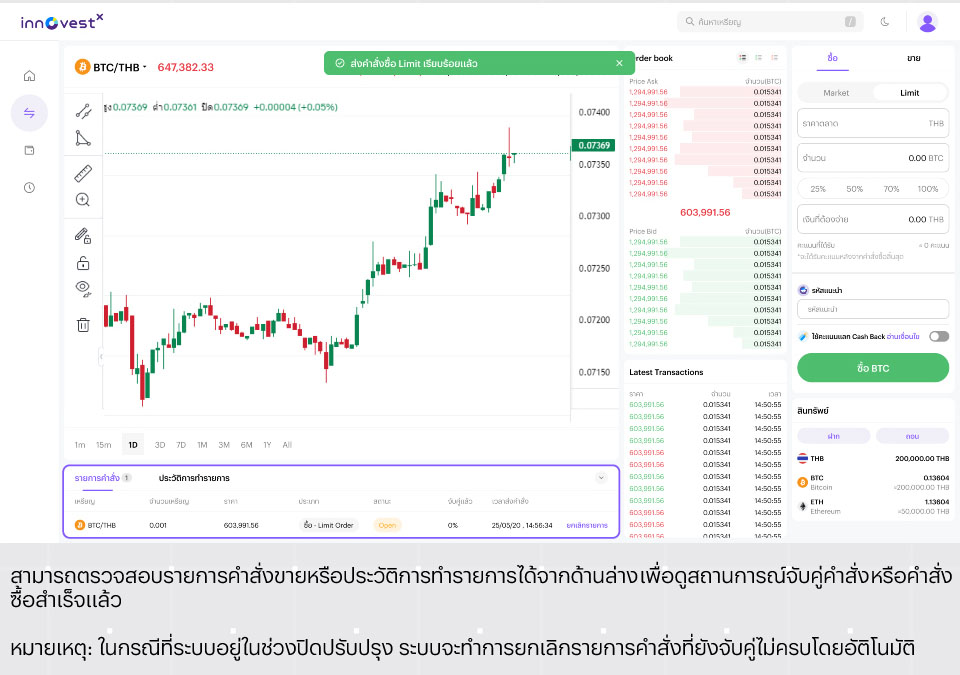 innovestx
ค้นหาเหรียญ /
BTC/THB 647,382.33
ส่งคำสั่งซื้อ Limit เรียบร้อยแล้ว
สูง0.07369 ต่ำ0.07361 ปิด0.07369 +0.00004 (+0.05%)
0.07400
0.07369
0.07350
0.07300
0.07250
0.07200
0.07150
1m 15m 1D 3D 7D 1M 3M 6M 1Y All
รายการคำสั่ง 1 ประวัติการทำรายการ
เหรียญ จำนวนเหรียญ ราคา ประเภท สถานะ จับคู่แล้ว เวลาส่งคำสั่ง
BTC/THB 0.001 603,991.56 ซื้อ - Limit Order Open 0% 25/05/20 , 14:56:34 ยกเลิกรายการ
rder book
Price Ask จำนวน(BTC)
1,294,991.56 0.015341
1,294,991.56 0.015341
1,294,991.56 0.015341
1,294,991.56 0.015341
1,294,991.56 0.015341
1,294,991.56 0.015341
1,294,991.56 0.015341
1,294,991.56 0.015341
1,294,991.56 0.015341
1,294,991.56 0.015341
603,991.56
Price Bid จำนวน(BTC)
1,294,991.56 0.015341
1,294,991.56 0.015341
1,294,991.56 0.015341
1,294,991.56 0.015341
1,294,991.56 0.015341
1,294,991.56 0.015341
1,294,991.56 0.015341
1,294,991.56 0.015341
1,294,991.56 0.015341
1,294,991.56 0.015341
Latest Transactions
ราคา จำนวน เวลา
603,991.56 0.015341 14:50:55
603,991.56 0.015341 14:50:55
603,991.56 0.015341 14:50:55
603,991.56 0.015341 14:50:55
603,991.56 0.015341 14:50:55
603,991.56 0.015341 14:50:55
603,991.56 0.015341 14:50:55
603,991.56 0.015341 14:50:55
603,991.56 0.015341 14:50:55
603,991.56 0.015341 14:50:55
603,991.56 0.015341 14:50:55
603,991.56 0.015341 14:50:55
ซื้อ ขาย
Market Limit
ราคาตลาด THB
จำนวน 0.00 BTC
25% 50% 70% 100%
เงินที่ต้องจ่าย 0.00 THB
คะแนนที่ได้รับ ≈ 0 คะแนน
*จะได้รับคะแนนหลังจากคำสั่งซื้อสิ้นสุด
รหัสแนะนำ
รหัสแนะนำ
ใช้คะแนนแลก Cash Back อ่านเงื่อนไข
ซื้อ BTC
สินทรัพย์
ฝาก ถอน
THB 200,000.00 THB
BTC 0.13604
Bitcoin ≈200,000.00 THB
ETH 1.13604
Ethereum ≈50,000.00 THB
สามารถตรวจสอบรายการคำสั่งขายหรือประวัติการทำรายการได้จากด้านล่างเพื่อดูสถานการณ์จับคู่คำสั่งหรือคำสั่ง
ซื้อสำเร็จแล้ว
หมายเหตุ: ในกรณีที่ระบบอยู่ในช่วงปิดปรับปรุง ระบบจะทำการยกเลิกรายการคำสั่งที่ยังจับคู่ไม่ครบโดยอัติโนมัติ